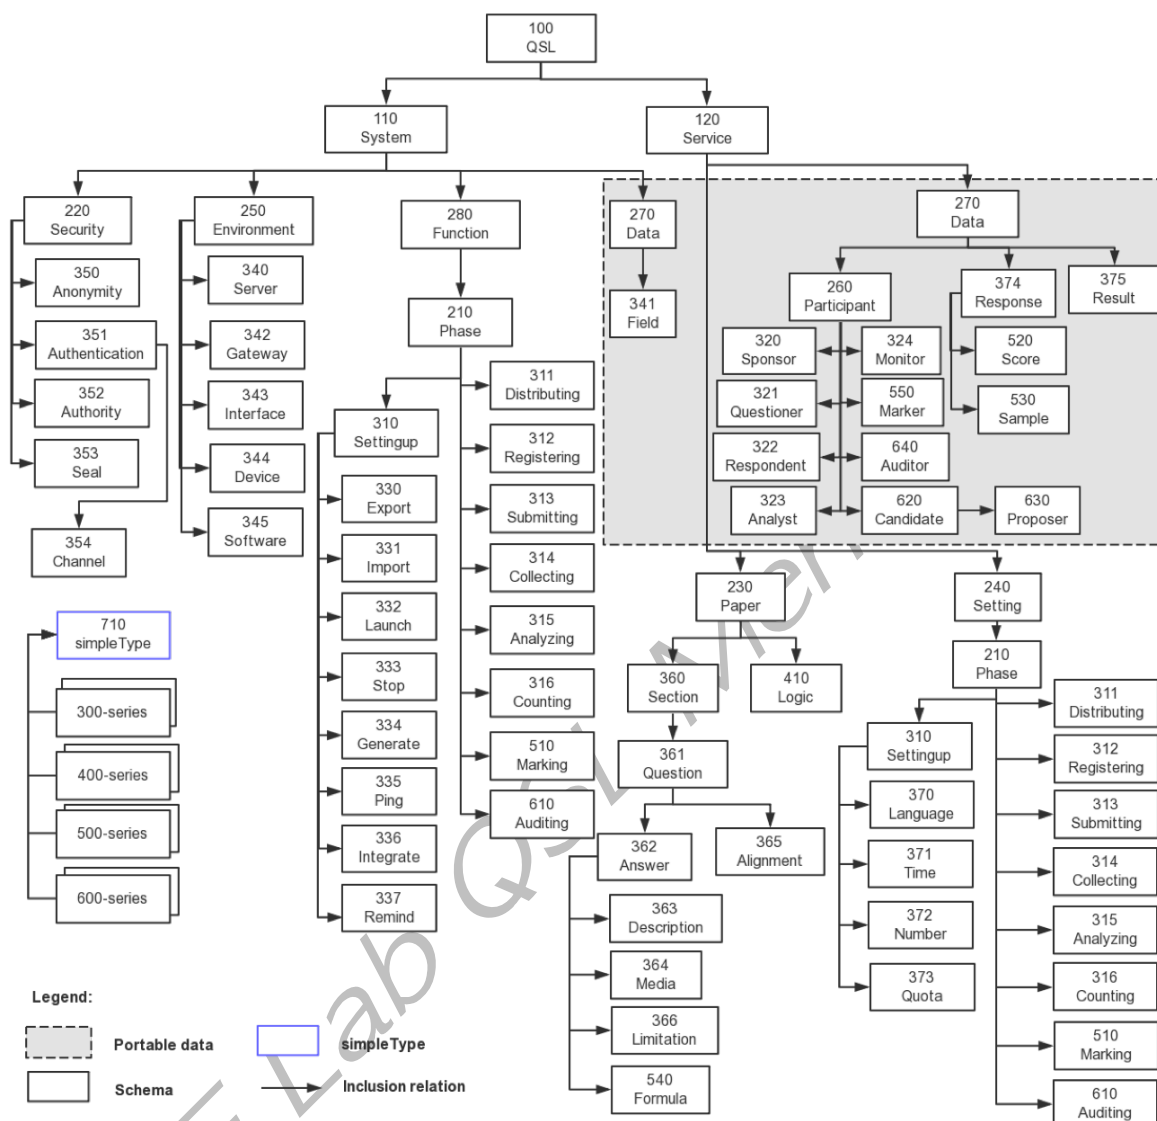 100
QSL
110
System
120
Service
220
Security
250
Environment
280
Function
270
Data
270
Data
350
Anonymity
351
Authentication
352
Authority
353
Seal
354
Channel
340
Server
342
Gateway
343
Interface
344
Device
345
Software
210
Phase
310
Settingup
330
Export
331
Import
332
Launch
333
Stop
334
Generate
335
Ping
336
Integrate
337
Remind
311
Distributing
312
Registering
313
Submitting
314
Collecting
315
Analyzing
316
Counting
510
Marking
610
Auditing
341
Field
260
Participant
374
Response
375
Result
320
Sponsor
324
Monitor
321
Questioner
550
Marker
322
Respondent
640
Auditor
323
Analyst
620
Candidate
630
Proposer
520
Score
530
Sample
230
Paper
240
Setting
360
Section
410
Logic
361
Question
362
Answer
365
Alignment
363
Description
364
Media
366
Limitation
540
Formula
210
Phase
310
Settingup
370
Language
371
Time
372
Number
373
Quota
311
Distributing
312
Registering
313
Submitting
314
Collecting
315
Analyzing
316
Counting
510
Marking
610
Auditing
710
simpleType
300-series
400-series
500-series
600-series
Legend:
Portable data
simpleType
Schema
Inclusion relation
Lab